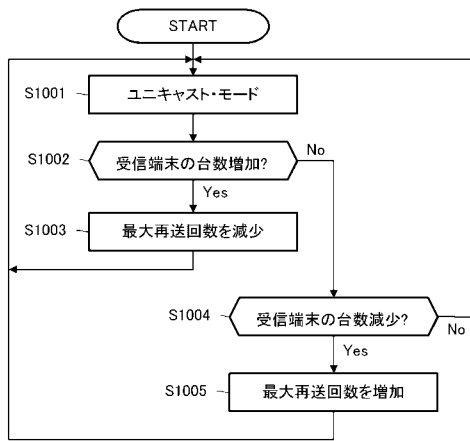 START
S1001
ユニキャスト・モード
S1002
受信端末の台数増加?
No
Yes
S1003
最大再送回数を減少
S1004
受信端末の台数減少?
No
Yes
S1005
最大再送回数を増加